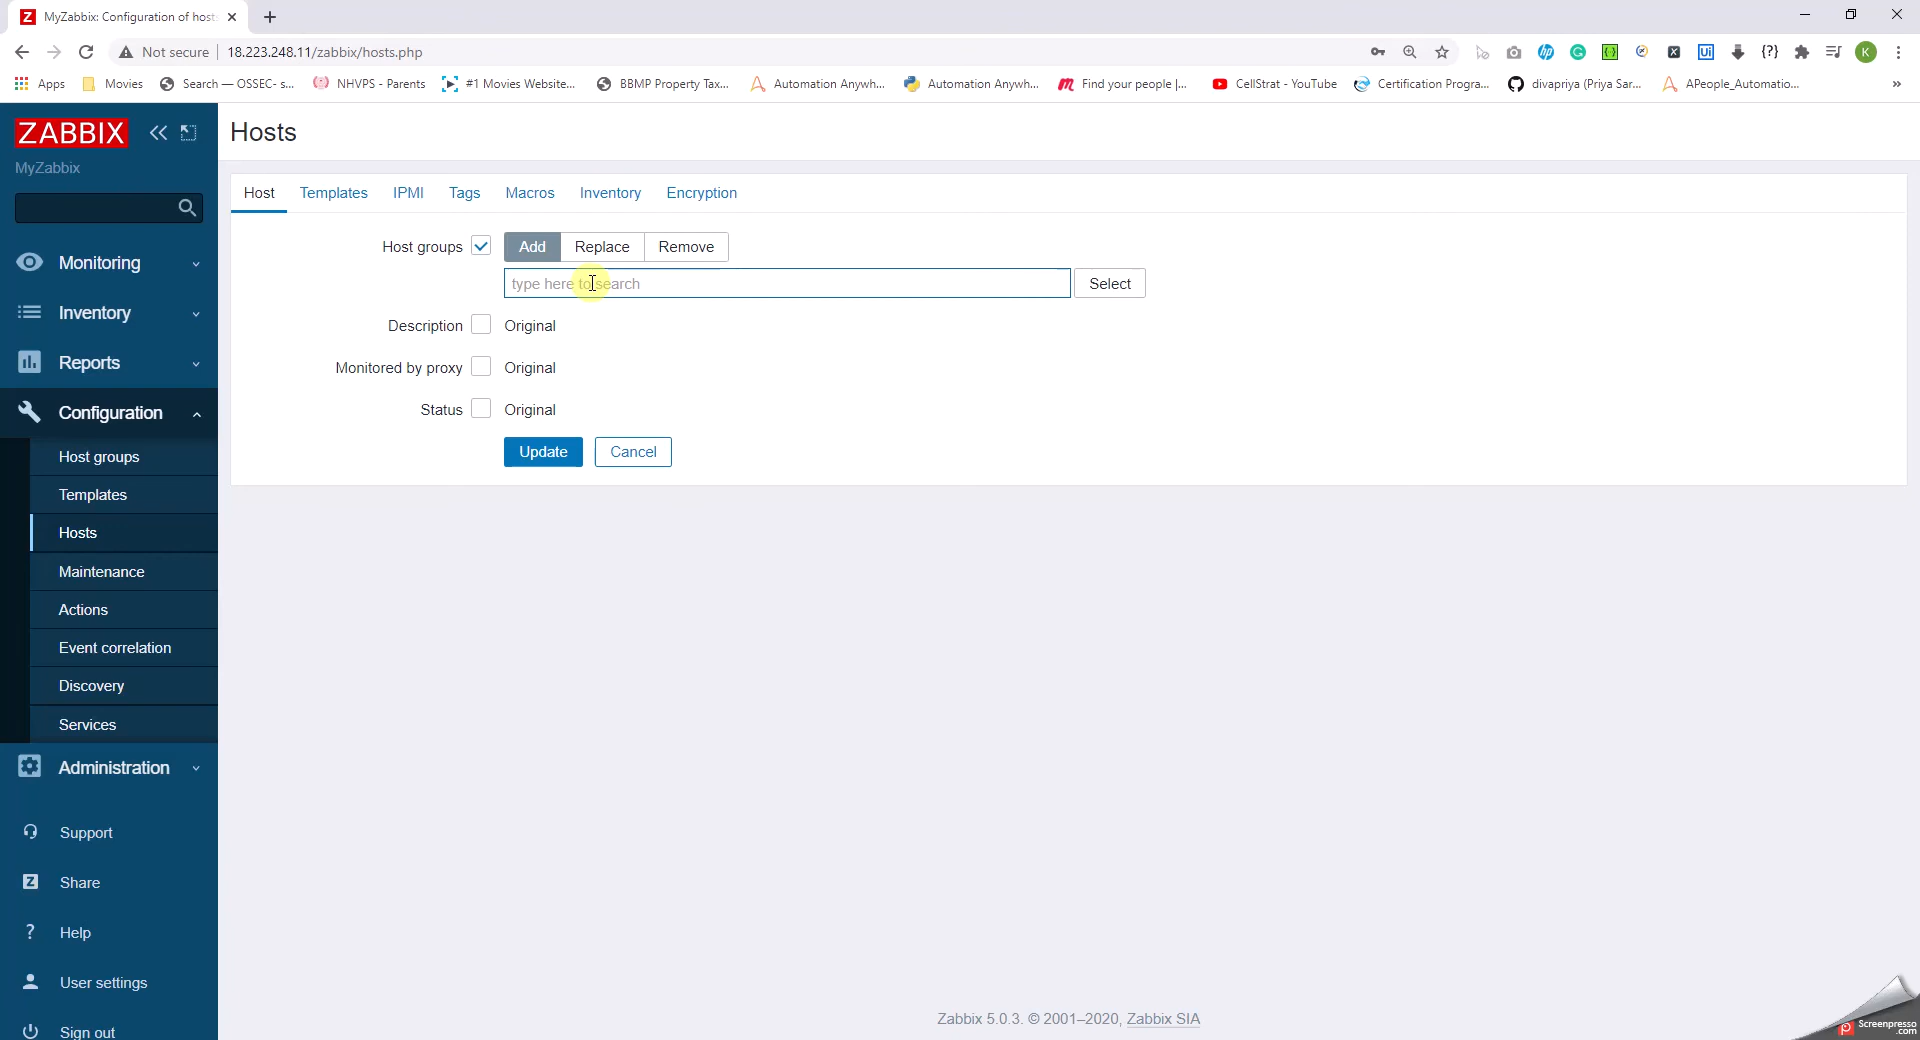 MyZabbix: Configuration of hosts
Not secure 18.223.248.11/zabbix/hosts.php
Apps Movies Search — OSSEC- s... NHVPS - Parents #1 Movies Website... BBMP Property Tax... Automation Anywh... Automation Anywh... Find your people |... CellStrat - YouTube Certification Progra... divapriya (Priya Sar... APeople_Automatio... »
ZABBIX
MyZabbix
Monitoring
Inventory
Reports
Configuration
Host groups
Templates
Hosts
Maintenance
Actions
Event correlation
Discovery
Services
Administration
Support
Share
Help
User settings
Sign out
Hosts
Host Templates IPMI Tags Macros Inventory Encryption
Host groups Add Replace Remove
type here to search Select
Description Original
Monitored by proxy Original
Status Original
Update Cancel
Zabbix 5.0.3. © 2001–2020, Zabbix SIA
Screenpresso
.com